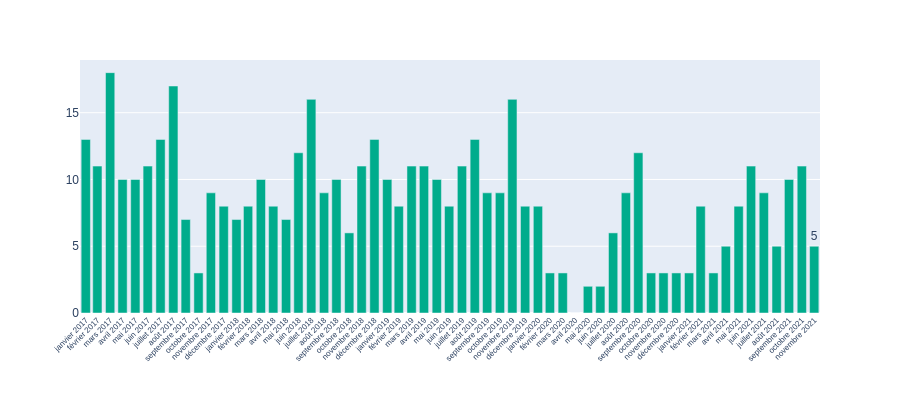 15
10
5
0
5
janvier 2017
février 2017
mars 2017
avril 2017
mai 2017
juin 2017
juillet 2017
août 2017
septembre 2017
octobre 2017
novembre 2017
décembre 2017
janvier 2018
février 2018
mars 2018
avril 2018
mai 2018
juin 2018
juillet 2018
août 2018
septembre 2018
octobre 2018
novembre 2018
décembre 2018
janvier 2019
février 2019
mars 2019
avril 2019
mai 2019
juin 2019
juillet 2019
août 2019
septembre 2019
octobre 2019
novembre 2019
décembre 2019
janvier 2020
février 2020
mars 2020
avril 2020
mai 2020
juin 2020
juillet 2020
août 2020
septembre 2020
octobre 2020
novembre 2020
décembre 2020
janvier 2021
février 2021
mars 2021
avril 2021
mai 2021
juin 2021
juillet 2021
août 2021
septembre 2021
octobre 2021
novembre 2021